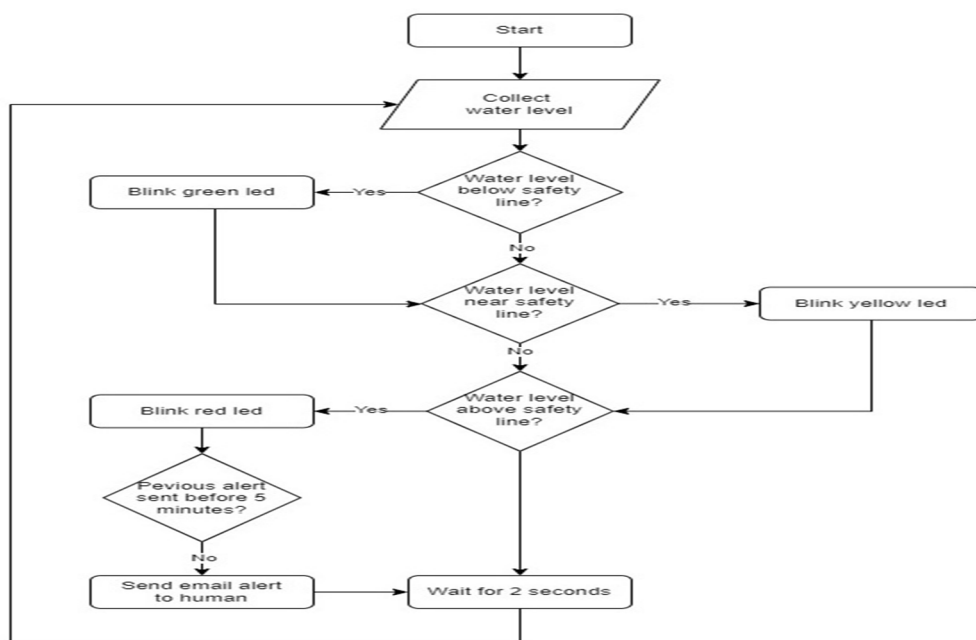 Start
Collect
water level
Water level
below safety
line?
Yes
Blink green led
No
Water level
near safety
line?
Yes
Blink yellow led
No
Water level
above safety
line?
Yes
Blink red led
Pevious alert
sent before 5
minutes?
No
Send email alert
to human
Wait for 2 seconds